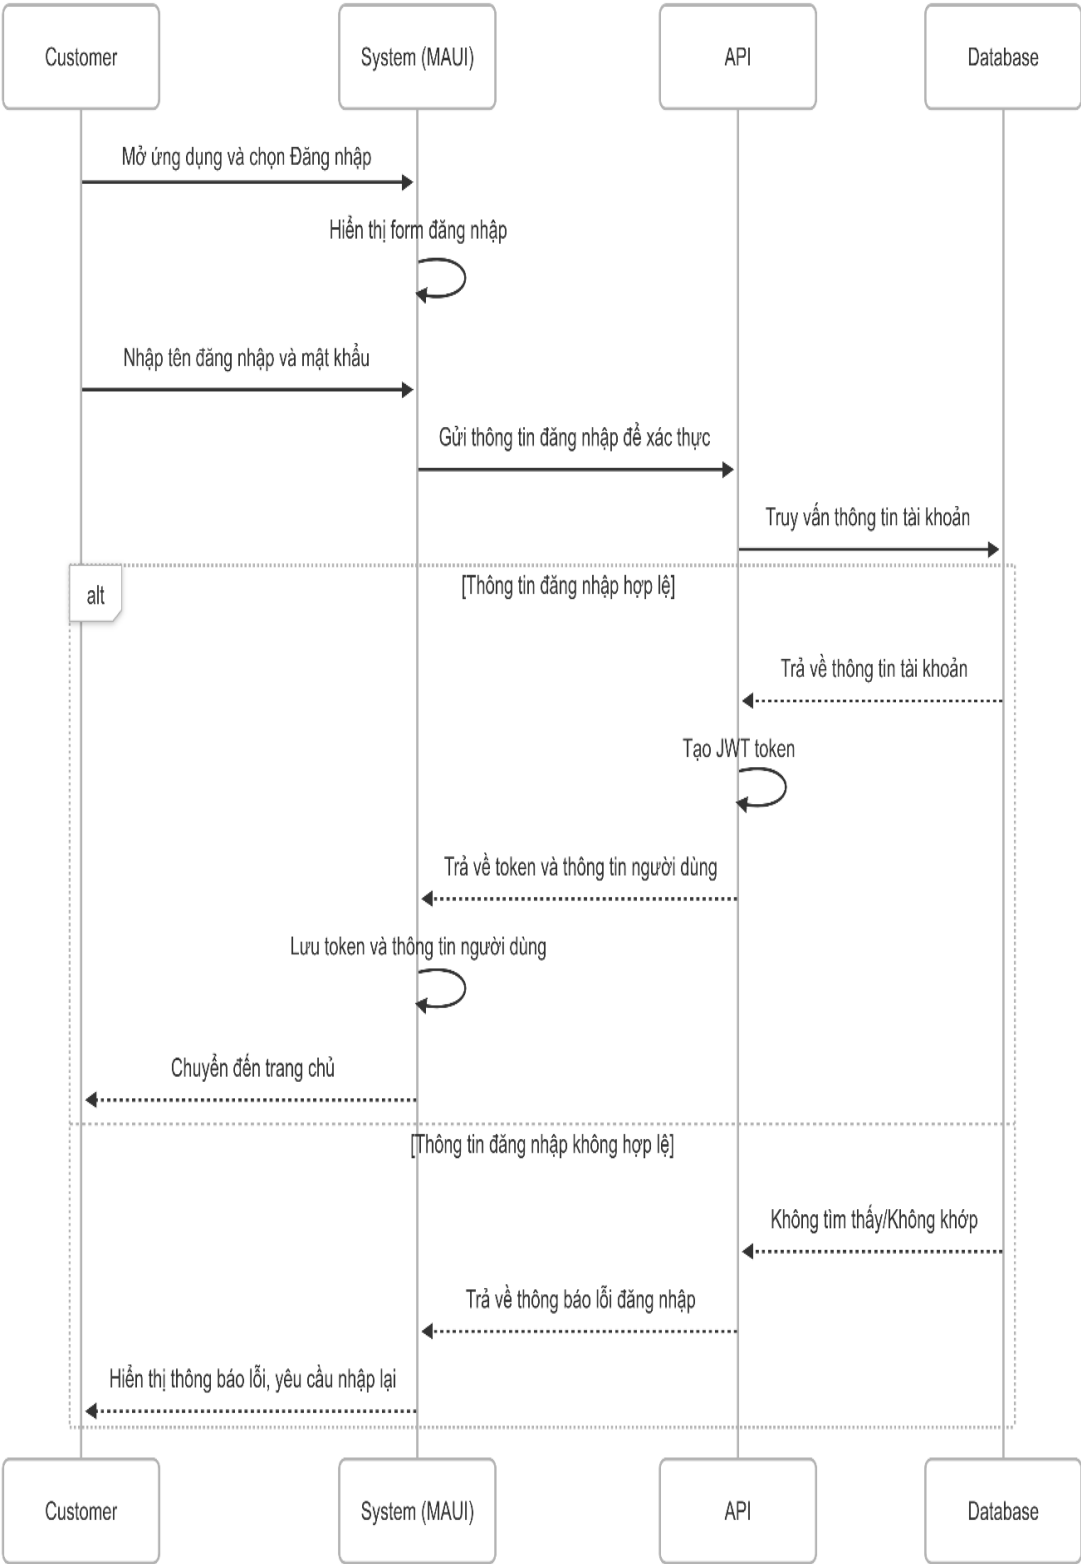 Customer
System (MAUI)
API
Database
Mở ứng dụng và chọn Đăng nhập
Hiển thị form đăng nhập
Nhập tên đăng nhập và mật khẩu
Gửi thông tin đăng nhập để xác thực
Truy vấn thông tin tài khoản
alt
[Thông tin đăng nhập hợp lệ]
Trả về thông tin tài khoản
Tạo JWT token
Trả về token và thông tin người dùng
Lưu token và thông tin người dùng
Chuyển đến trang chủ
[Thông tin đăng nhập không hợp lệ]
Không tìm thấy/Không khớp
Trả về thông báo lỗi đăng nhập
Hiển thị thông báo lỗi, yêu cầu nhập lại
Customer
System (MAUI)
API
Database